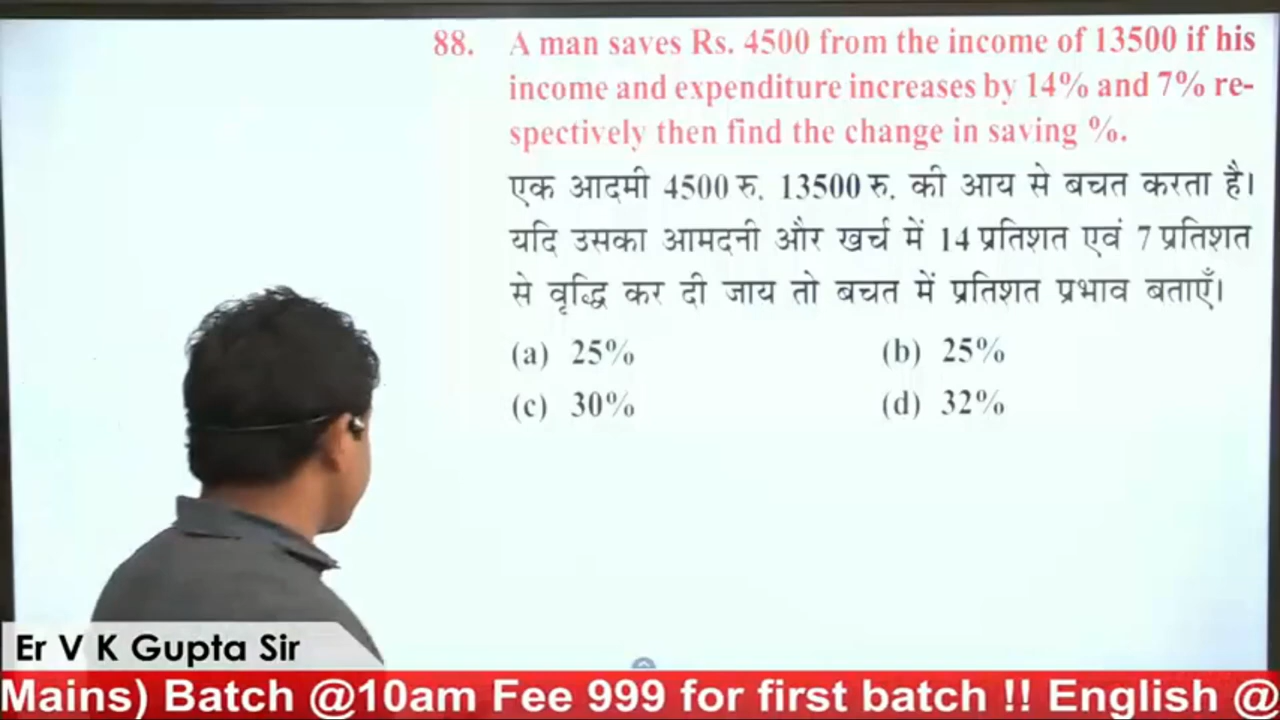 88. A man saves Rs. 4500 from the income of 13500 if his
income and expenditure increases by 14% and 7% re-
spectively then find the change in saving %.
एक आदमी 4500 रु. 13500 रु. की आय से बचत करता है।
यदि उसका आमदनी और खर्च में 14 प्रतिशत एवं 7 प्रतिशत
से वृद्धि कर दी जाय तो बचत में प्रतिशत प्रभाव बताएँ।
(a) 25% (b) 25%
(c) 30% (d) 32%
Er V K Gupta Sir
Mains) Batch @10am Fee 999 for first batch !! English @